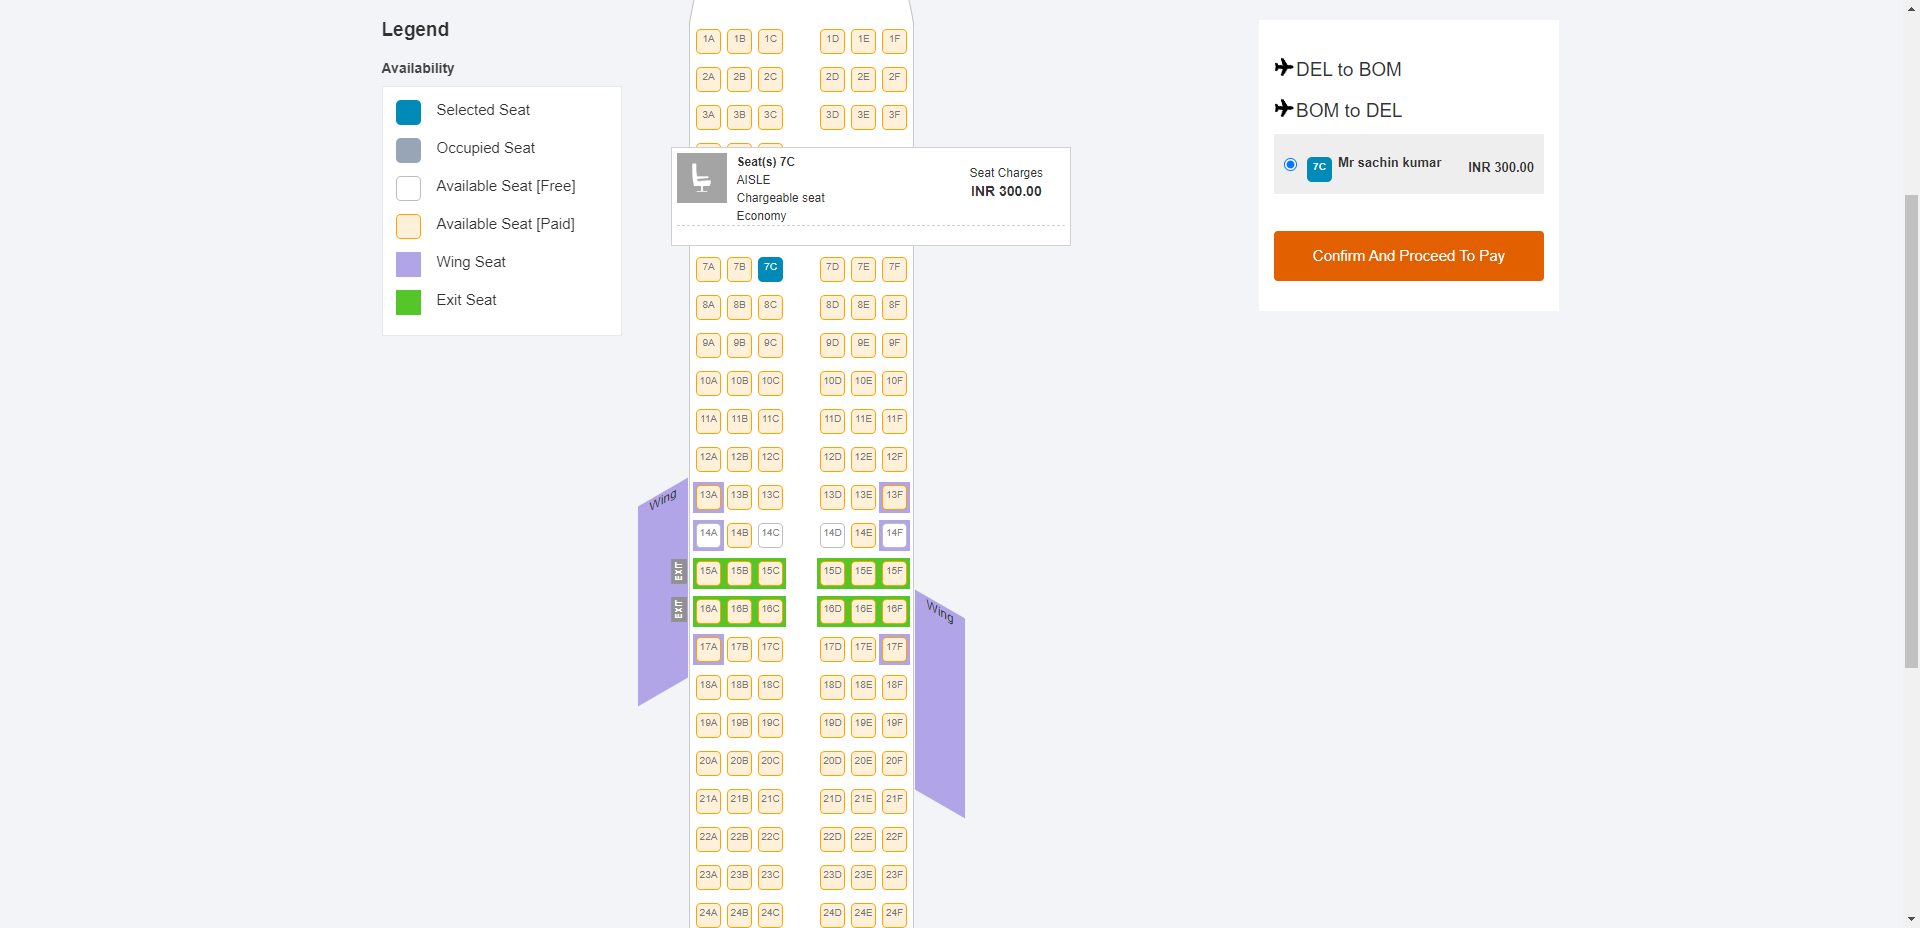 Legend
Availability
Selected Seat
Occupied Seat
Available Seat [Free]
Available Seat [Paid]
Wing Seat
Exit Seat
1A 1B 1C 1D 1E 1F
2A 2B 2C 2D 2E 2F
3A 3B 3C 3D 3E 3F
Seat(s) 7C
AISLE
Chargeable seat
Economy
Seat Charges
INR 300.00
7A 7B 7C 7D 7E 7F
8A 8B 8C 8D 8E 8F
9A 9B 9C 9D 9E 9F
10A 10B 10C 10D 10E 10F
11A 11B 11C 11D 11E 11F
12A 12B 12C 12D 12E 12F
Wing 13A 13B 13C 13D 13E 13F
14A 14B 14C 14D 14E 14F
EXIT 15A 15B 15C 15D 15E 15F
EXIT 16A 16B 16C 16D 16E 16F Wing
17A 17B 17C 17D 17E 17F
18A 18B 18C 18D 18E 18F
19A 19B 19C 19D 19E 19F
20A 20B 20C 20D 20E 20F
21A 21B 21C 21D 21E 21F
22A 22B 22C 22D 22E 22F
23A 23B 23C 23D 23E 23F
24A 24B 24C 24D 24E 24F
DEL to BOM
BOM to DEL
7C Mr sachin kumar INR 300.00
Confirm And Proceed To Pay